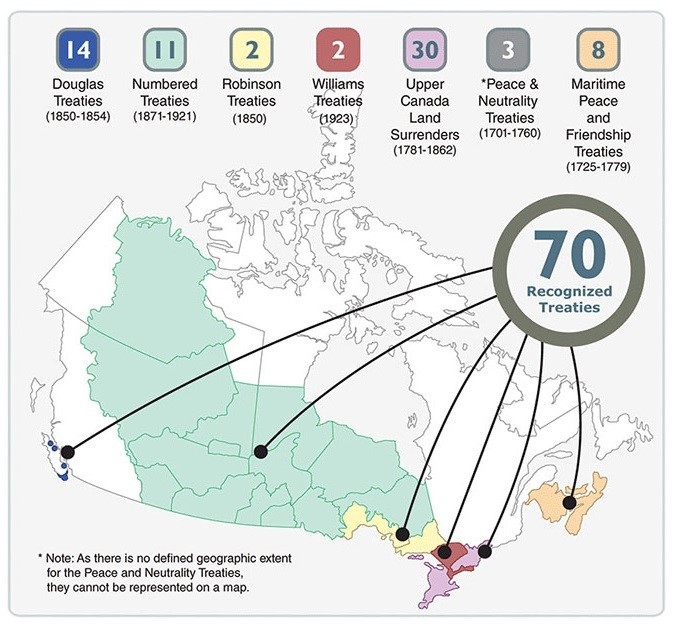 14
Douglas
Treaties
(1850-1854)
11
Numbered
Treaties
(1871-1921)
2
Robinson
Treaties
(1850)
2
Williams
Treaties
(1923)
30
Upper
Canada
Land
Surrenders
(1781-1862)
3
*Peace &
Neutrality
Treaties
(1701-1760)
8
Maritime
Peace
and
Friendship
Treaties
(1725-1779)
70
Recognized
Treaties
* Note: As there is no defined geographic extent
for the Peace and Neutrality Treaties,
they cannot be represented on a map.